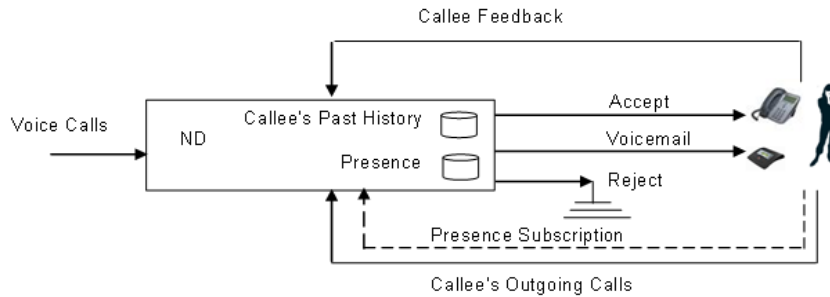 Callee Feedback
Voice Calls
ND
Callee's Past History
Presence
Accept
Voicemail
Reject
Presence Subscription
Callee's Outgoing Calls